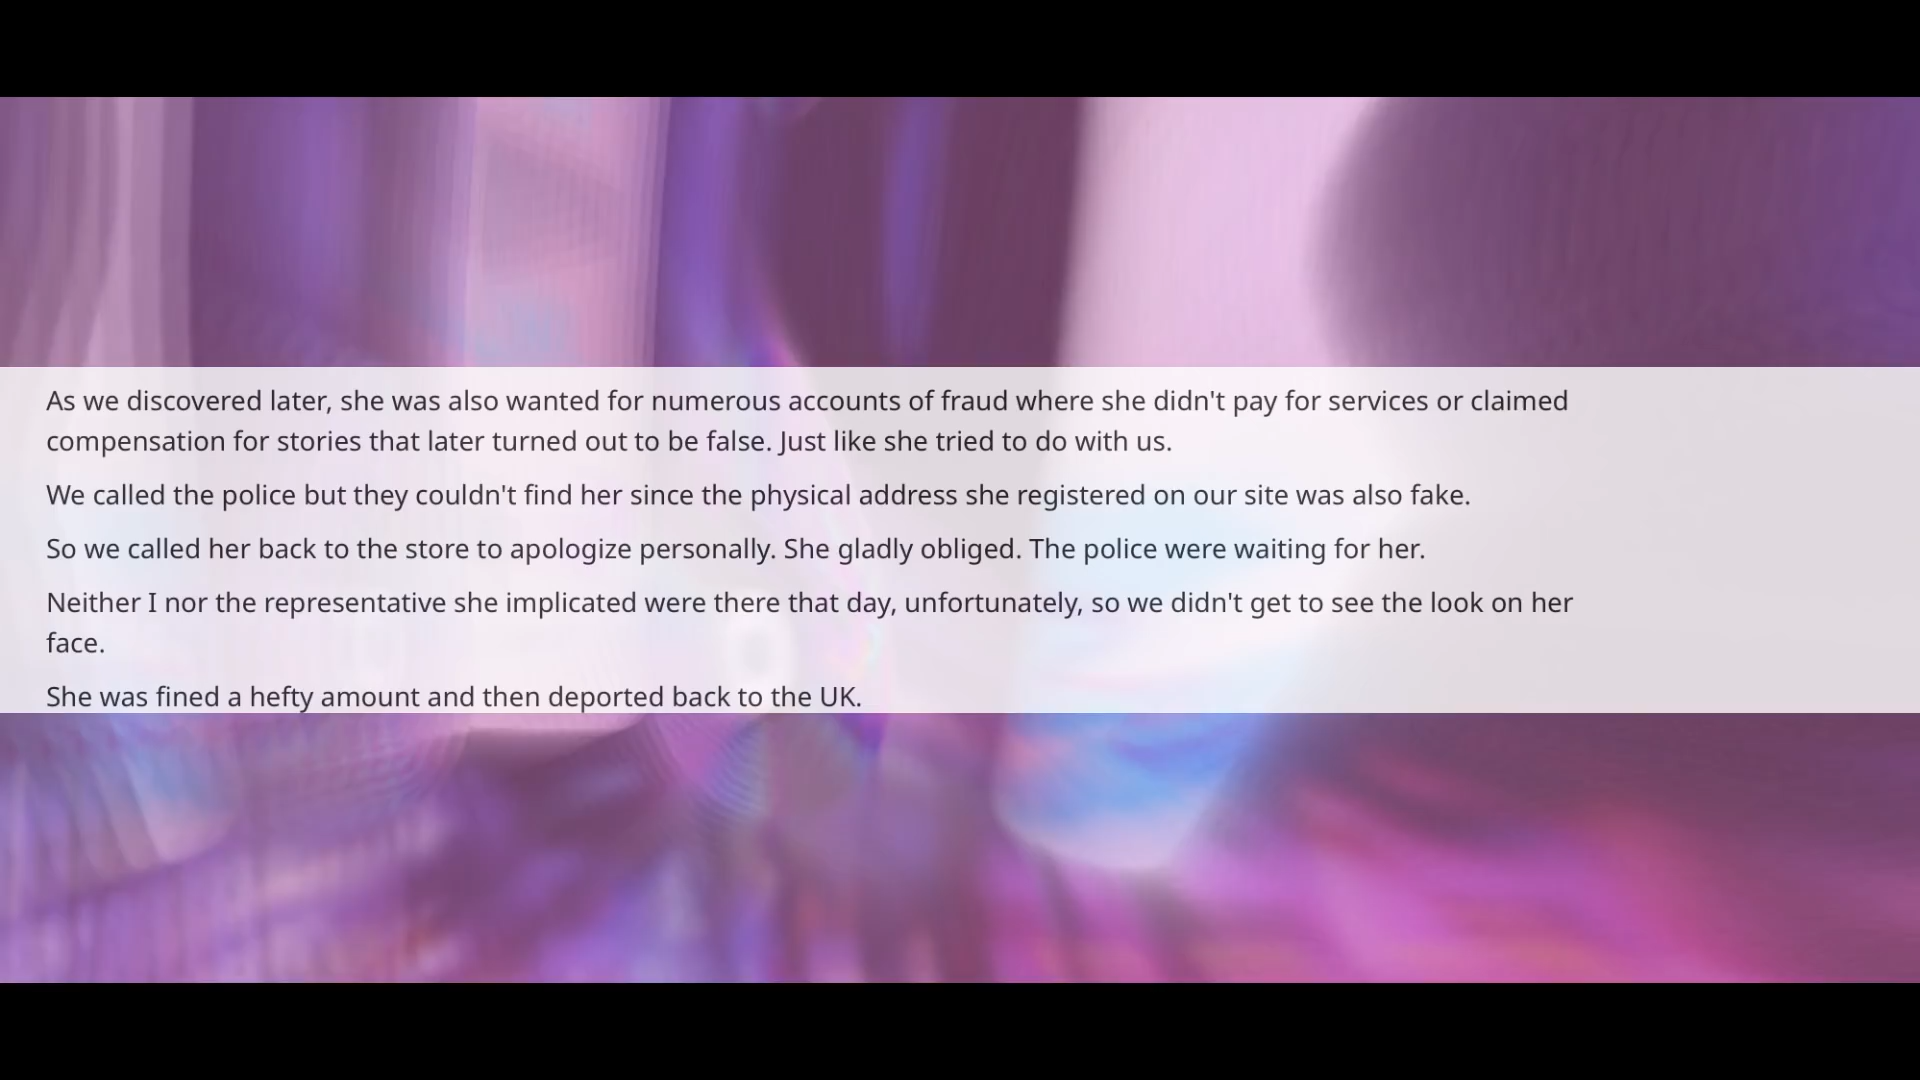 As we discovered later, she was also wanted for numerous accounts of fraud where she didn't pay for services or claimed
compensation for stories that later turned out to be false. Just like she tried to do with us.
We called the police but they couldn't find her since the physical address she registered on our site was also fake.
So we called her back to the store to apologize personally. She gladly obliged. The police were waiting for her.
Neither I nor the representative she implicated were there that day, unfortunately, so we didn't get to see the look on her
face.
She was fined a hefty amount and then deported back to the UK.